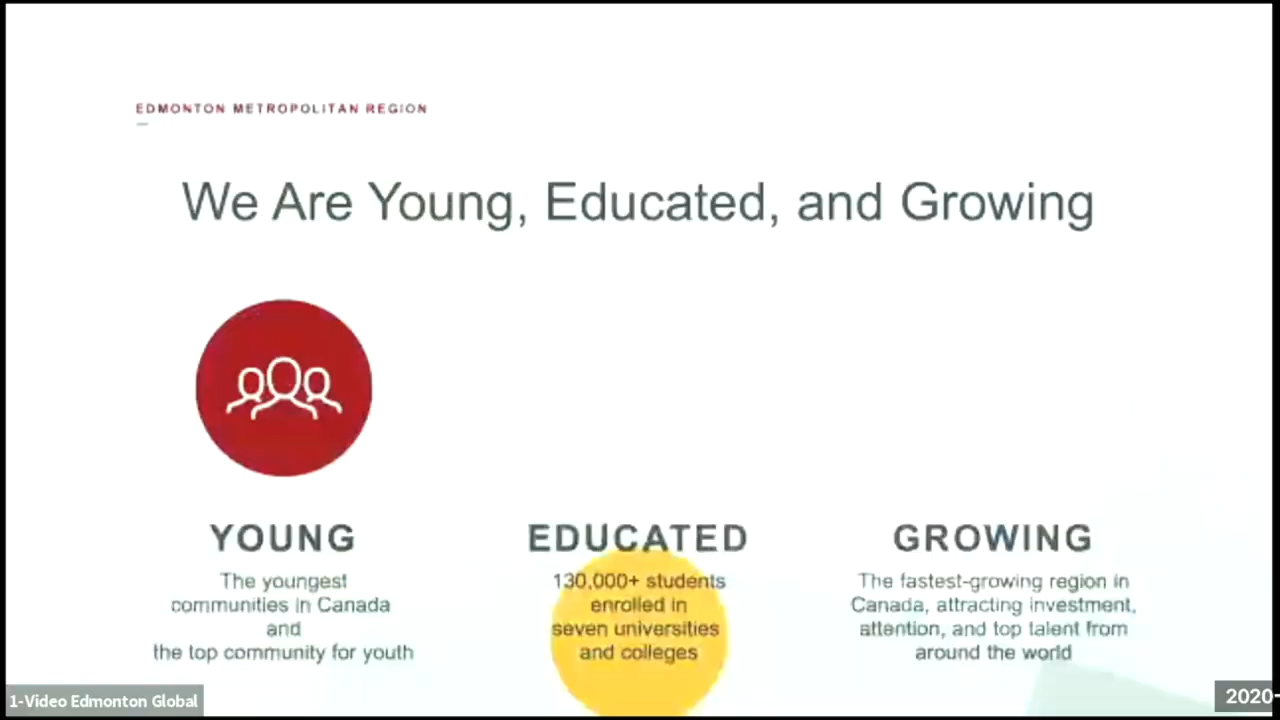 EDMONTON METROPOLITAN REGION
We Are Young, Educated, and Growing
YOUNG
The youngest
communities in Canada
and
the top community for youth
EDUCATED
130,000+ students
enrolled in
seven universities
and colleges
GROWING
The fastest-growing region in
Canada, attracting investment,
attention, and top talent from
around the world
1-Video Edmonton Global
2020-